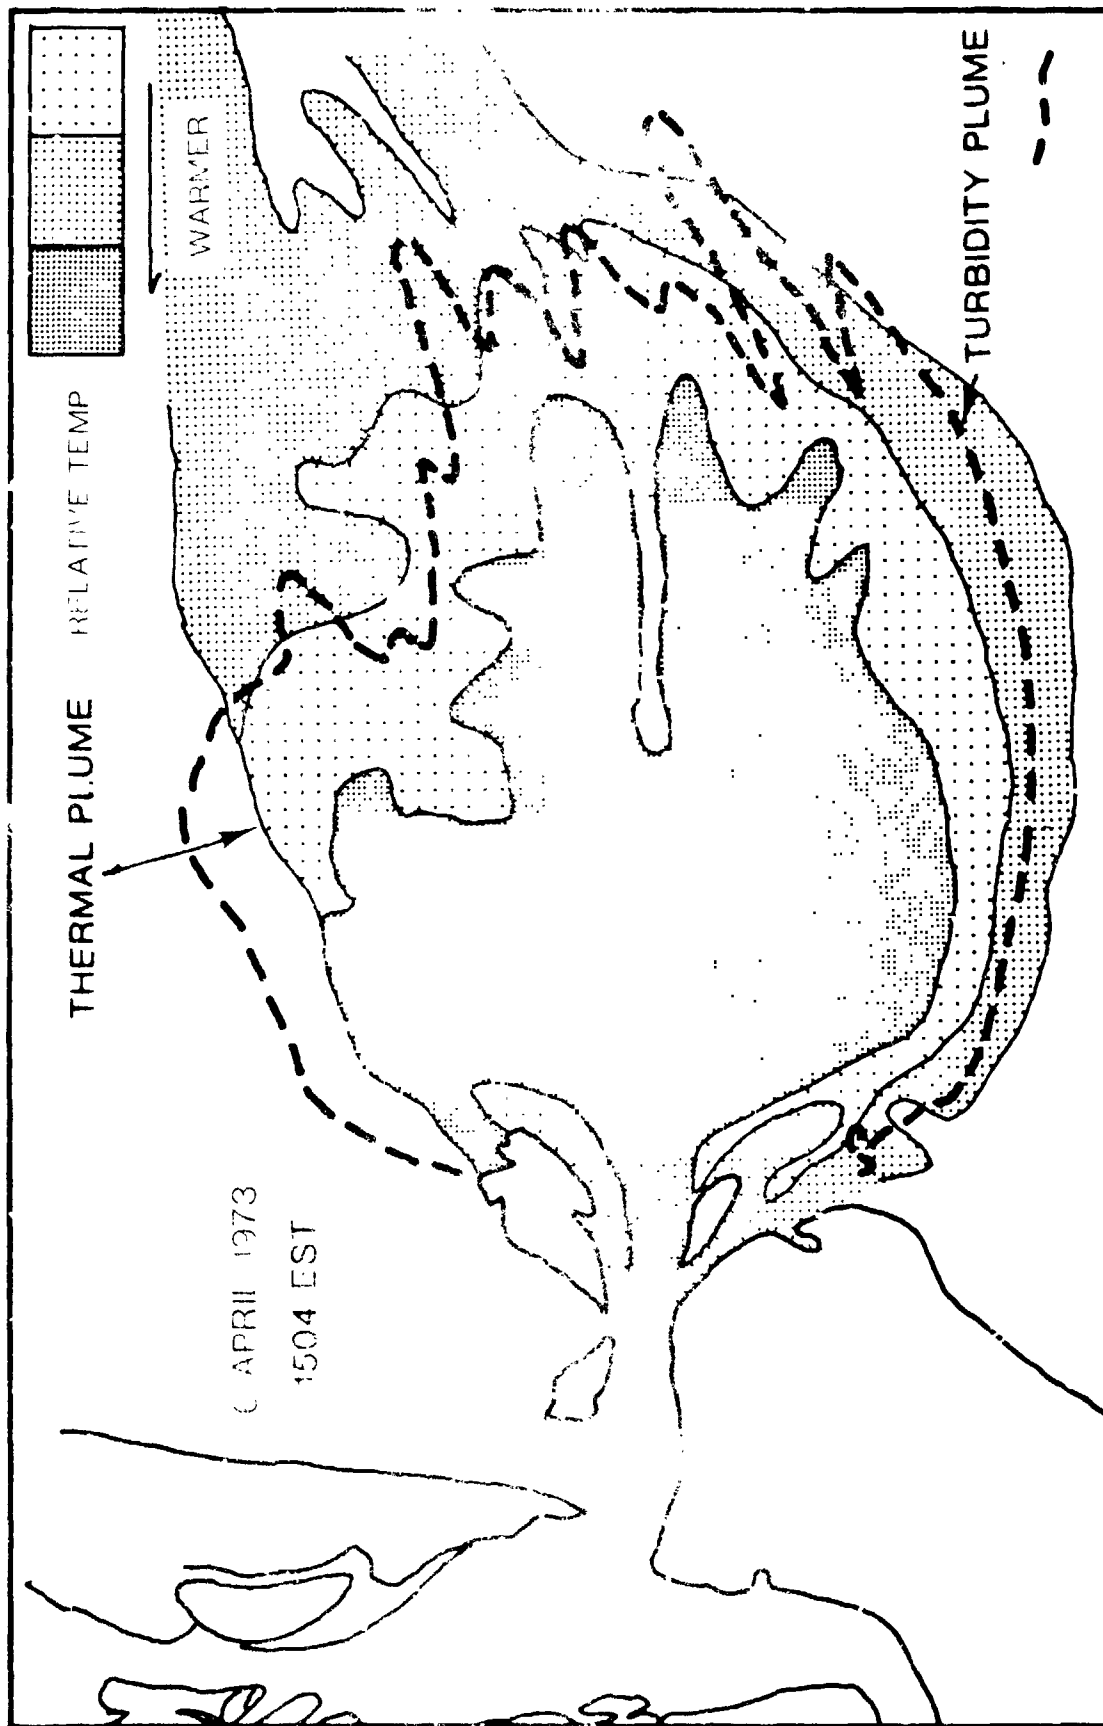 THERMAL PLUME
RELATIVE TEMP
WARMER
APRIL 1973
1504 EST
TURBIDITY PLUME